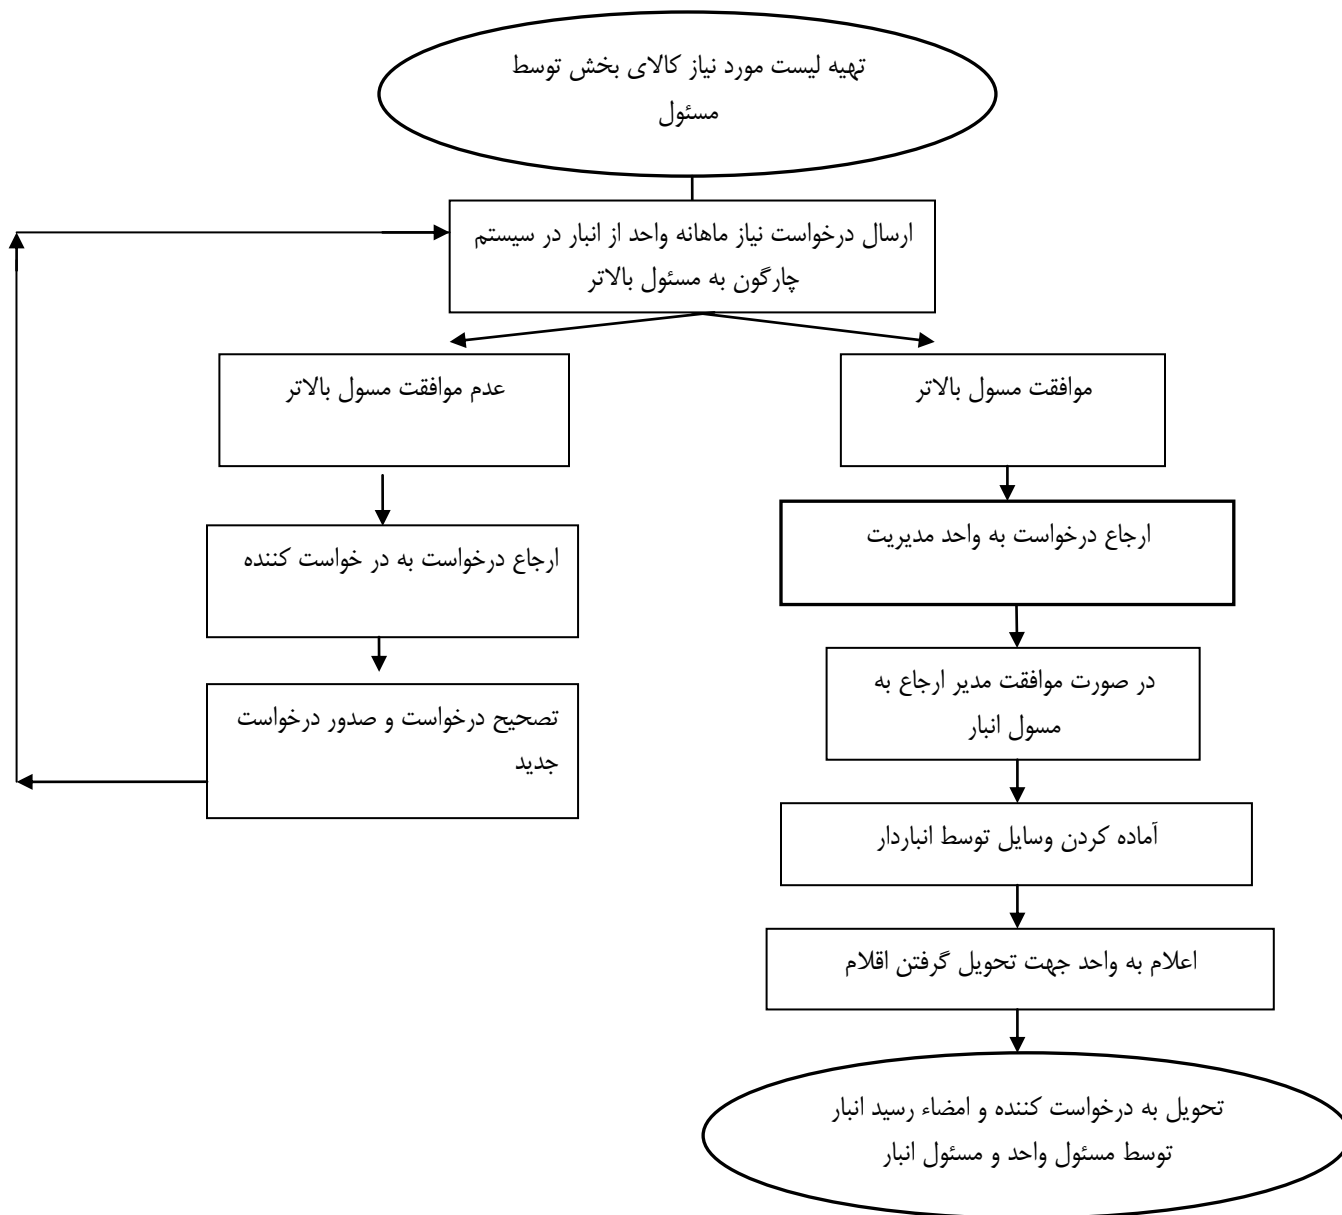 تهیه لیست مورد نیاز کالای بخش توسط
مسئول
ارسال درخواست نیاز ماهانه واحد از انبار در سیستم
چارگون به مسئول بالاتر
موافقت مسول بالاتر
عدم موافقت مسول بالاتر
ارجاع درخواست به واحد مدیریت
ارجاع درخواست به در خواست کننده
در صورت موافقت مدیر ارجاع به
مسول انبار
تصحیح درخواست و صدور درخواست
جدید
آماده کردن وسایل توسط انباردار
اعلام به واحد جهت تحویل گرفتن اقلام
تحویل به درخواست کننده و امضاء رسید انبار
توسط مسئول واحد و مسئول انبار